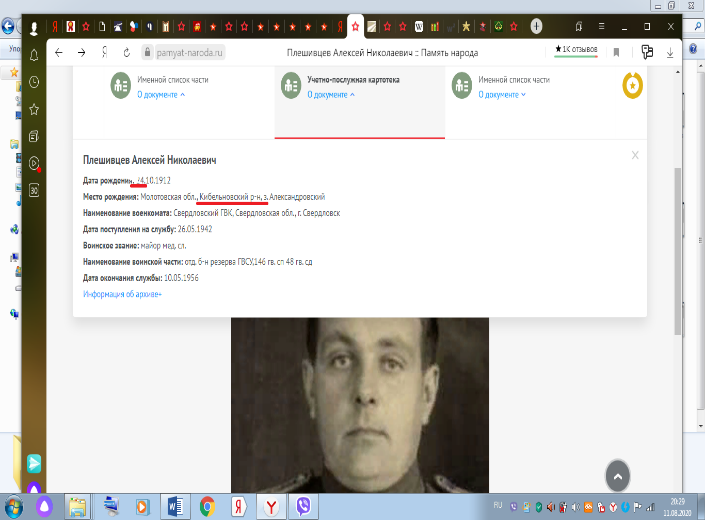 pamyat-naroda.ru
Плешивцев Алексей Николаевич :: Память народа
★ 1К отзывов
Именной список части
О документе
Учетно-послужная картотека
О документе
Именной список части
О документе
Плешивцев Алексей Николаевич
Дата рождения: 24.10.1912
Место рождения: Молотовская обл., Кибельновский р-н, з. Александровский
Наименование военкомата: Свердловский ГВК, Свердловская обл., г. Свердловск
Дата поступления на службу: 26.05.1942
Воинское звание: майор мед. сл.
Наименование воинской части: отд. б-н резерва ГВСУ,146 гв. сп 48 гв. сд
Дата окончания службы: 10.05.1956
Информация об архиве+
RU
20:29
11.08.2020